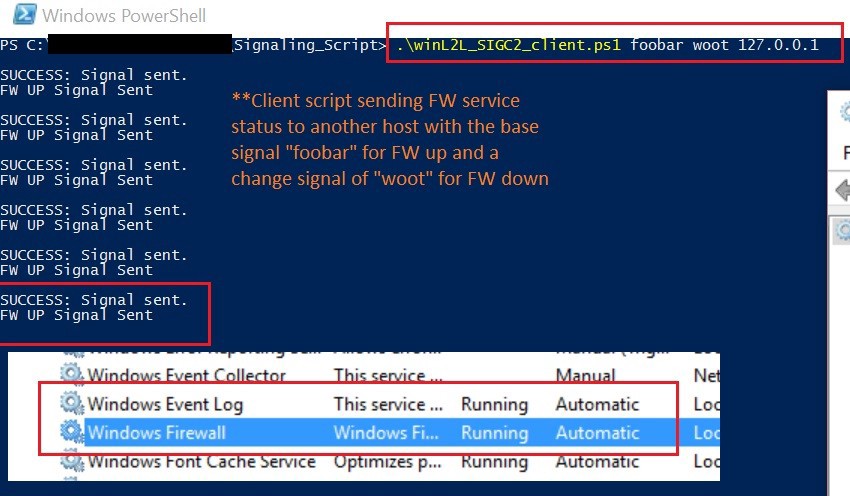 Windows PowerShell
PS C:\Signaling_Script> .\winL2L_SIGC2_client.ps1 foobar woot 127.0.0.1
SUCCESS: Signal sent.
FW UP Signal Sent
SUCCESS: Signal sent.
FW UP Signal Sent
SUCCESS: Signal sent.
FW UP Signal Sent
SUCCESS: Signal sent.
FW UP Signal Sent
SUCCESS: Signal sent.
FW UP Signal Sent
SUCCESS: Signal sent.
FW UP Signal Sent
**Client script sending FW service
status to another host with the base
signal "foobar" for FW up and a
change signal of "woot" for FW down
F
Windows Event Collector This service ... Manual Net
Windows Event Log This service ... Running Automatic Loc
Windows Firewall Windows Fi... Running Automatic Loc
Windows Font Cache Service Optimizes p... Running Automatic Loc